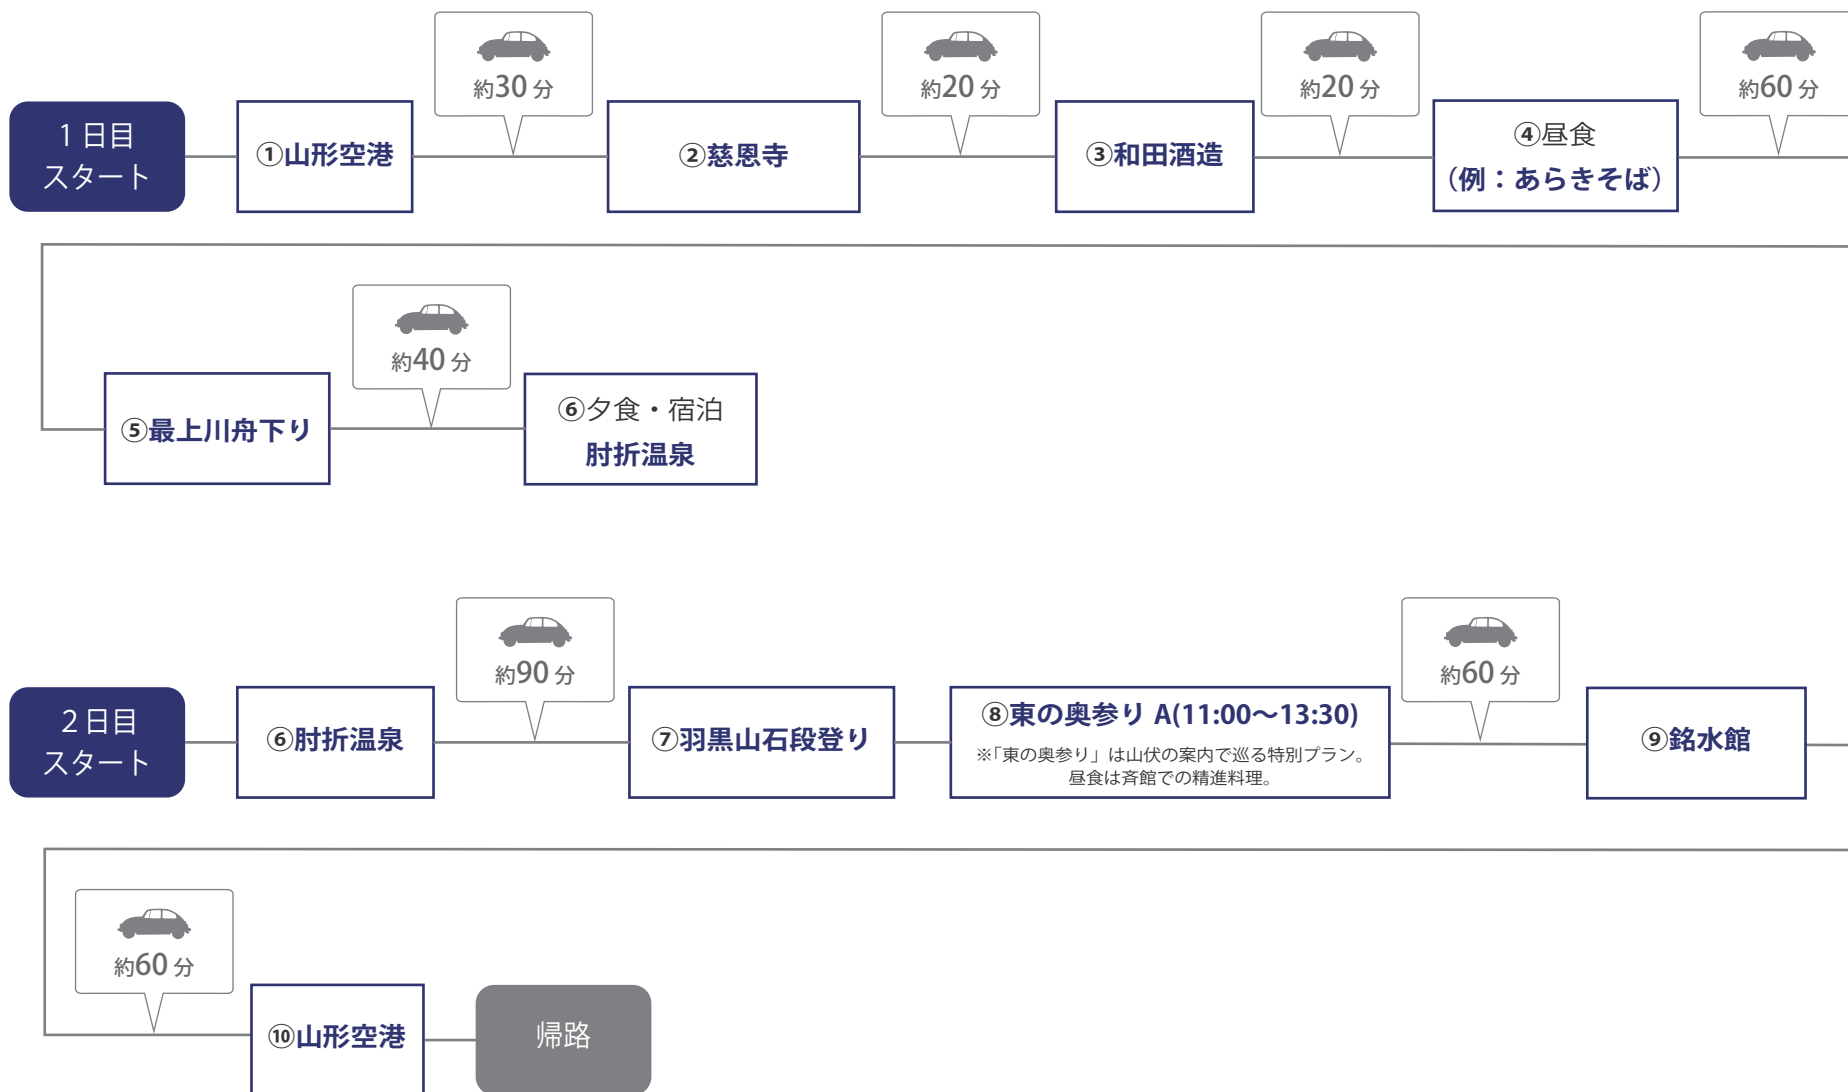 約30 分
約20 分
約20 分
約60 分
1 日目
スタート
①山形空港
②慈恩寺
③和田酒造
④昼食
（例：あらきそば）
約40 分
⑤最上川舟下り
⑥夕食・宿泊
肘折温泉
約90 分
約60 分
2 日目
スタート
⑥肘折温泉
⑦羽黒山石段登り
⑧東の奥参り A(11:00〜13:30)
※「東の奥参り」は山伏の案内で巡る特別プラン。
昼食は斉館での精進料理。
⑨銘水館
約60 分
⑩山形空港
帰路